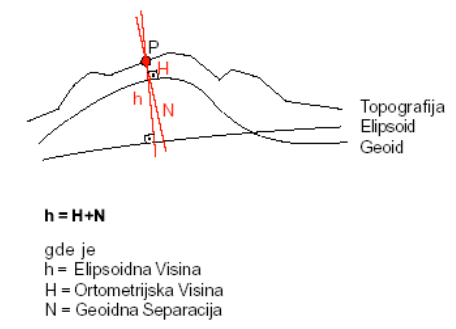 P
H
h
N
Topografija
Elipsoid
Geoid
h = H+N
gde je
h = Elipsoidna Visina
H = Ortometrijska Visina
N = Geoidna Separacija